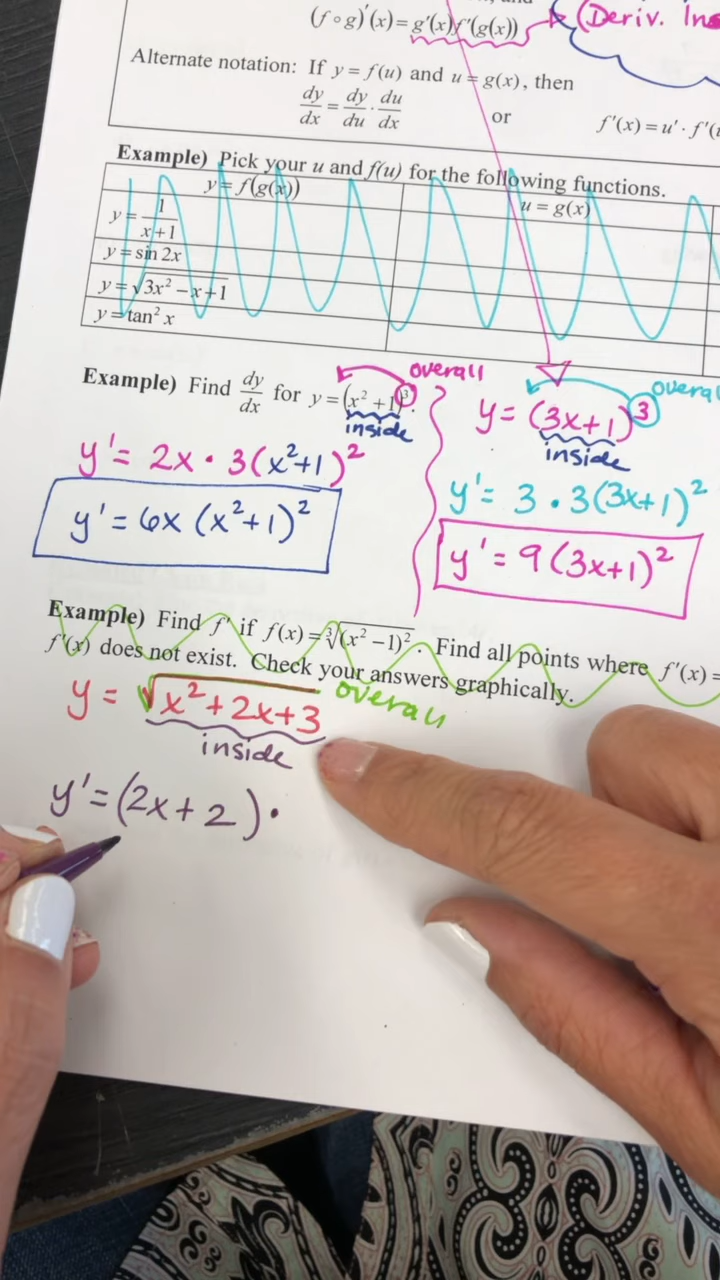 and
(f∘g)'(x)=g'(x)f'(g(x)) (Deriv. Ins
Alternate notation: If y = f(u) and u = g(x), then
dy/dx = dy/du · du/dx or f'(x) = u' · f'(
Example) Pick your u and f(u) for the following functions.
y = f(g(x)) u = g(x)
y = 1/(x+1)
y = sin 2x
y = √(3x² − x + 1)
y = tan² x
overall overal
Example) Find dy/dx for y = (x² + 1)³. y = (3x+1)³
inside inside
y' = 2x • 3(x²+1)² y' = 3 • 3(3x+1)²
y' = 6x (x²+1)² y' = 9(3x+1)²
Example) Find f' if f(x) = ∛(x² −1)². Find all points where f'(x) =
f'(x) does not exist. Check your answers graphically.
y = √x²+2x+3 overall
inside
y' = (2x+2) •